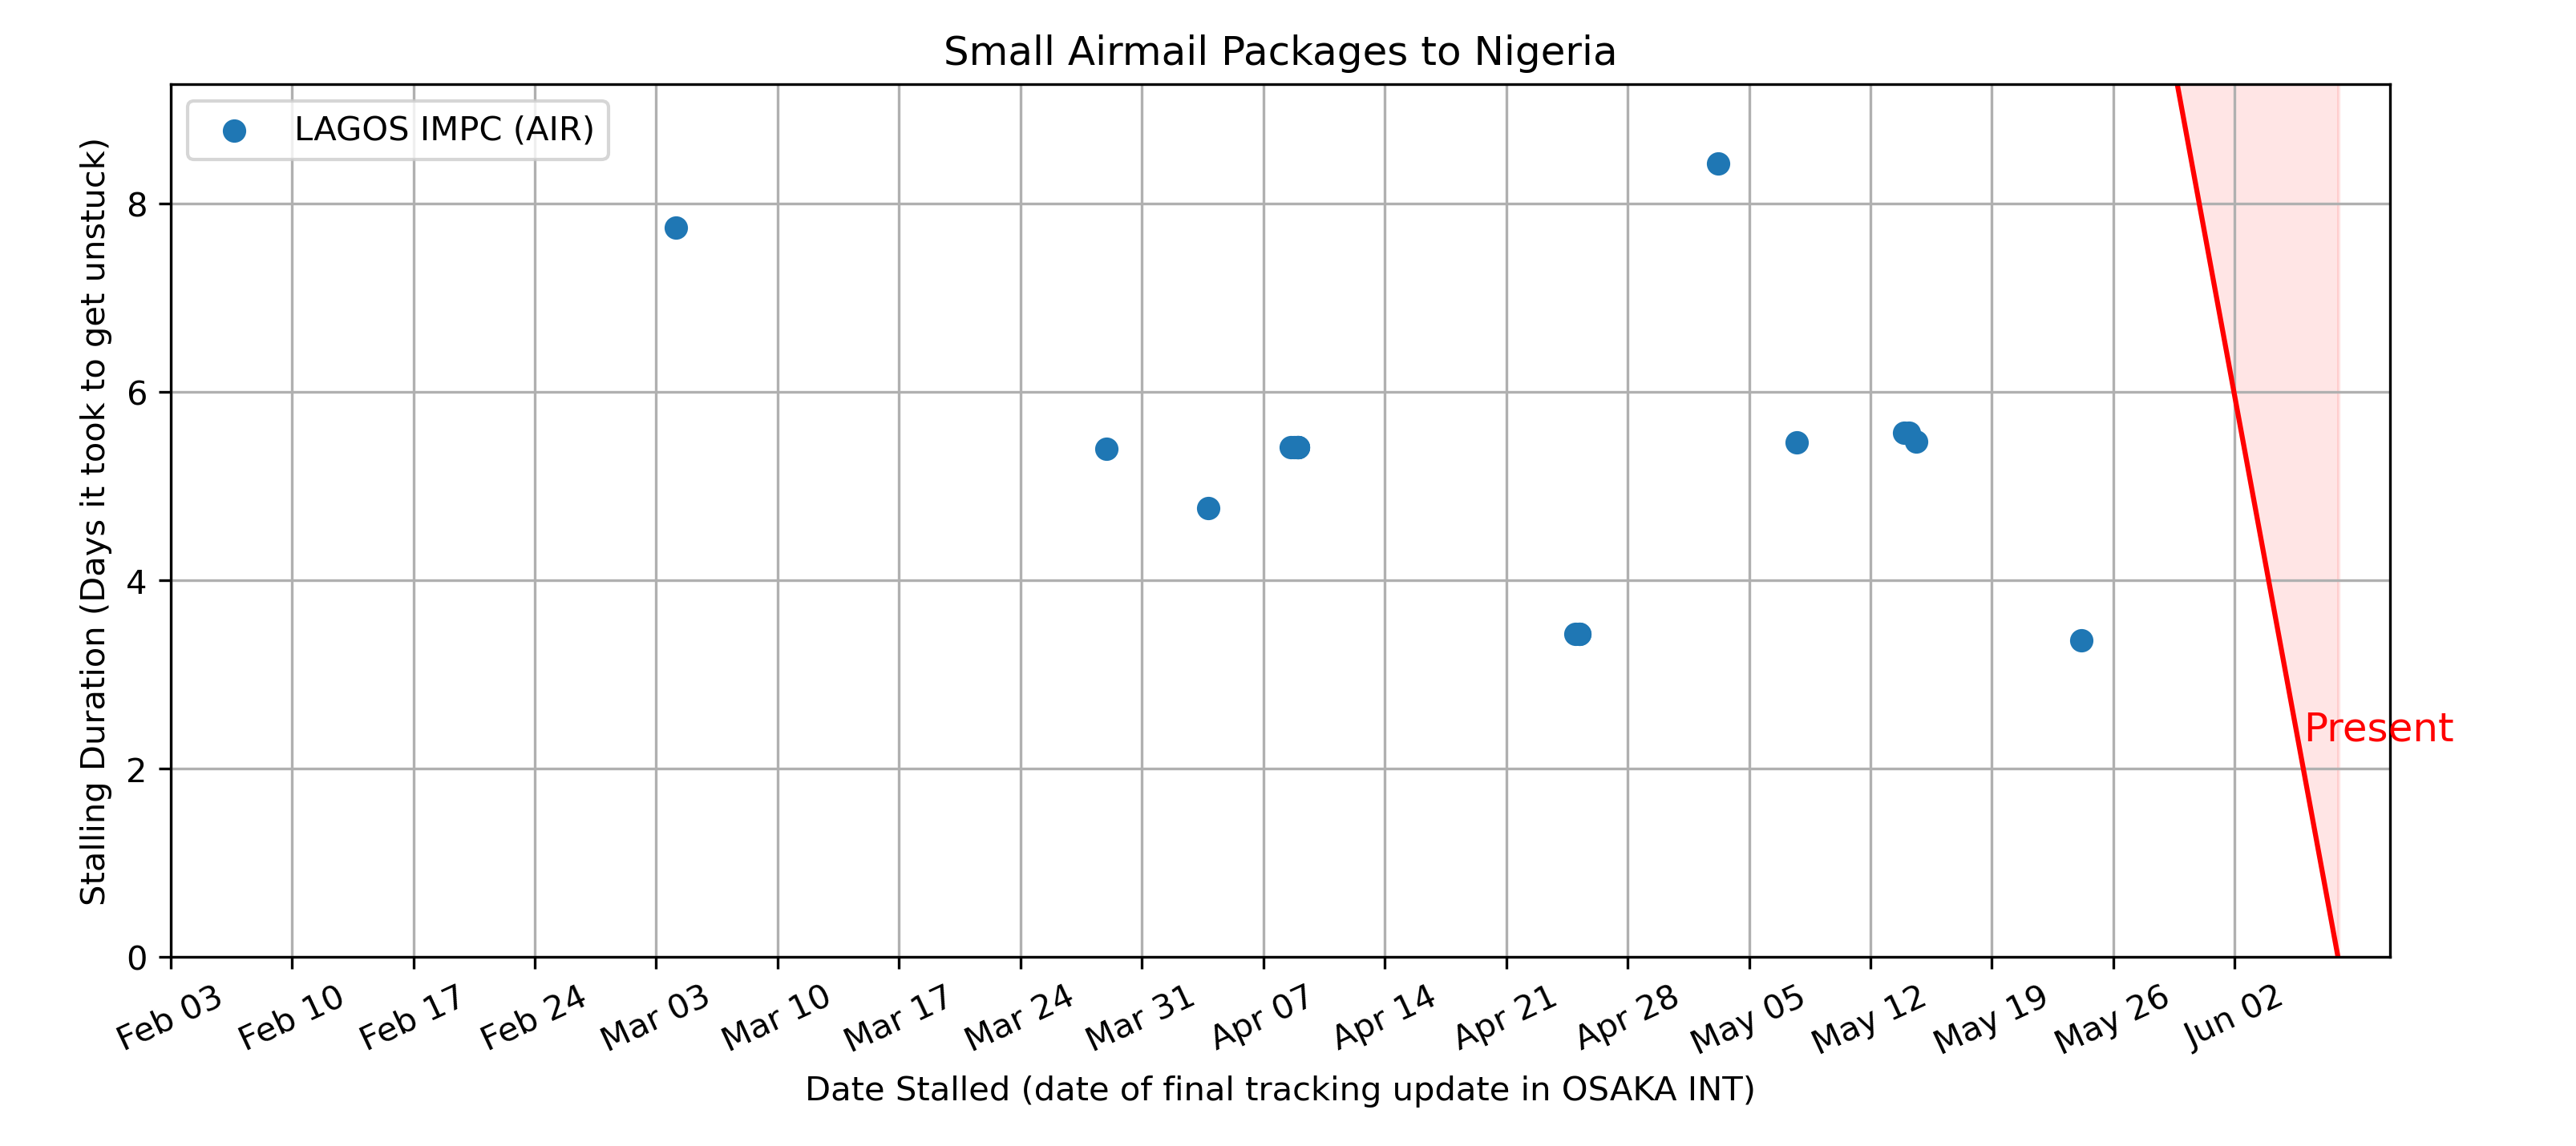 Small Airmail Packages to Nigeria
LAGOS IMPC (AIR)
Stalling Duration (Days it took to get unstuck)
8
6
4
2
0
Present
Feb 03
Feb 10
Feb 17
Feb 24
Mar 03
Mar 10
Mar 17
Mar 24
Mar 31
Apr 07
Apr 14
Apr 21
Apr 28
May 05
May 12
May 19
May 26
Jun 02
Date Stalled (date of final tracking update in OSAKA INT)